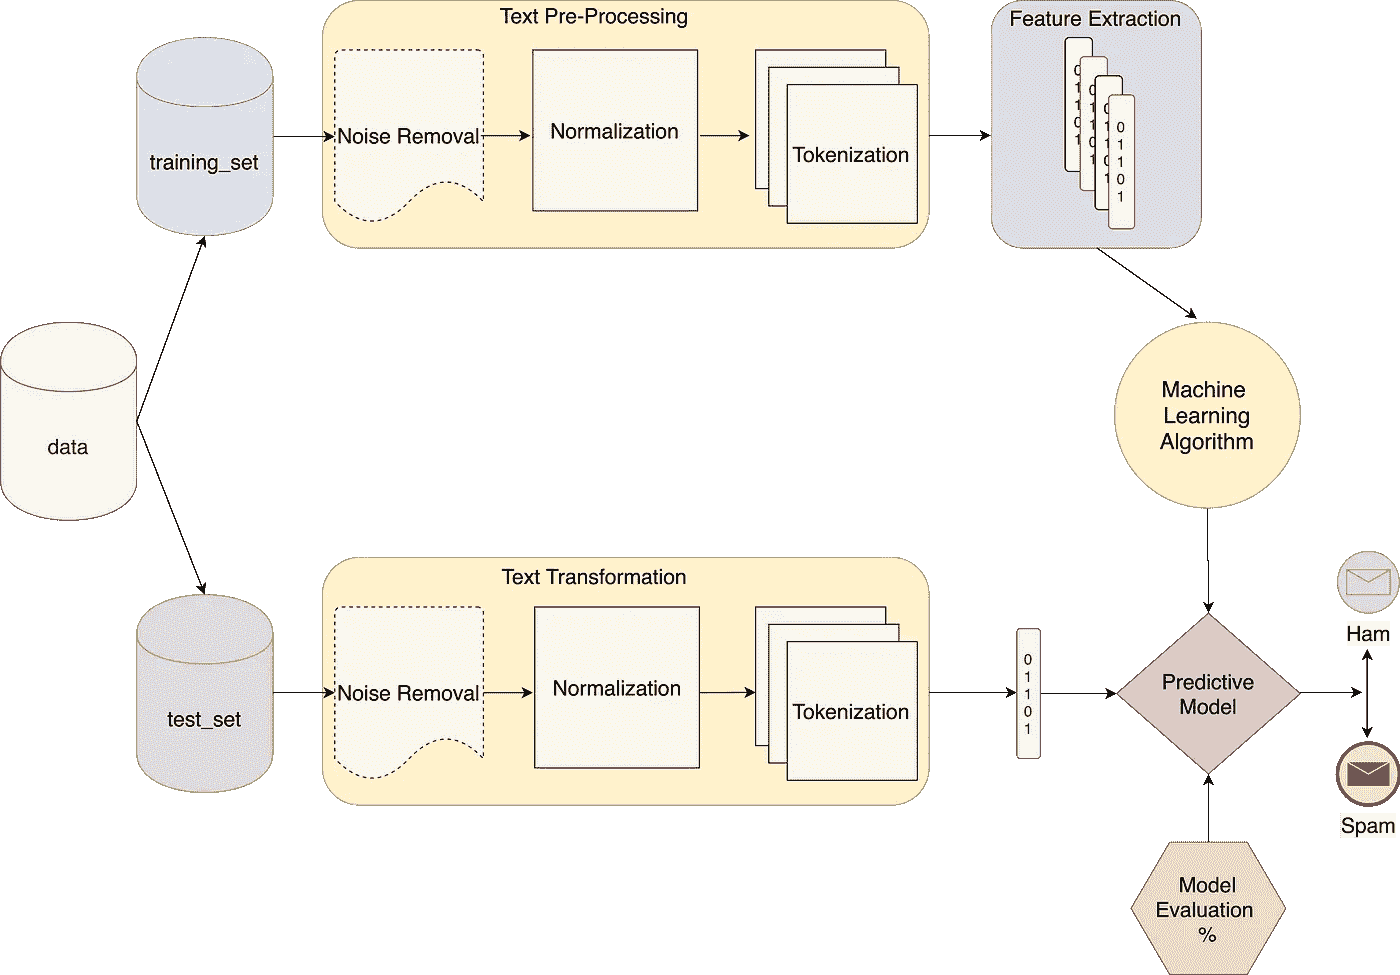 Text Pre-Processing
Feature Extraction
training_set
Noise Removal
Normalization
Tokenization
0
1
1
0
1
data
Machine
Learning
Algorithm
Text Transformation
test_set
Noise Removal
Normalization
Tokenization
0
1
1
0
1
Predictive
Model
Ham
Spam
Model
Evaluation
%